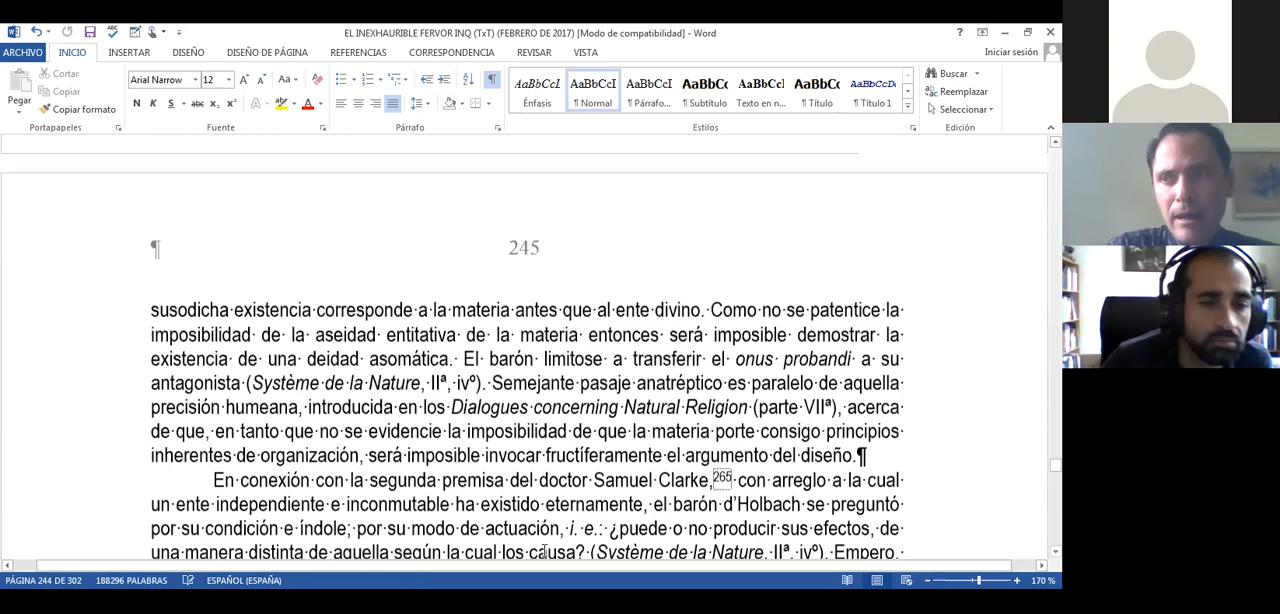 EL INEXHAURIBLE FERVOR INQ (TxT) (FEBRERO DE 2017) [Modo de compatibilidad] - Word
ARCHIVO INICIO INSERTAR DISEÑO DISEÑO DE PÁGINA REFERENCIAS CORRESPONDENCIA REVISAR VISTA Iniciar sesión
Pegar
Cortar
Copiar
Copiar formato
Portapapeles
Arial Narrow 12
N K S abc x₂ x²
Fuente
Párrafo
AaBbCcI AaBbCcI AaBbCcI AaBbCc AaBbCcI AaBbCc AaBbCcDc
Énfasis ¶ Normal ¶ Párrafo... ¶ Subtítulo Texto en n... ¶ Título ¶ Título 1
Estilos
Buscar
Reemplazar
Seleccionar
Edición
¶ 245
susodicha existencia corresponde a la materia antes que al ente divino. Como no se patentice la
imposibilidad de la aseidad entitativa de la materia entonces será imposible demostrar la
existencia de una deidad asomática. El barón limitose a transferir el onus probandi a su
antagonista (Système de la Nature, IIª, ivº). Semejante pasaje anatréptico es paralelo de aquella
precisión humeana, introducida en los Dialogues concerning Natural Religion (parte VIIª), acerca
de que, en tanto que no se evidencie la imposibilidad de que la materia porte consigo principios
inherentes de organización, será imposible invocar fructíferamente el argumento del diseño.¶
En conexión con la segunda premisa del doctor Samuel Clarke,265 con arreglo a la cual
un ente independiente e inconmutable ha existido eternamente, el barón d’Holbach se preguntó
por su condición e índole; por su modo de actuación, i. e.: ¿puede o no producir sus efectos, de
una manera distinta de aquella según la cual los causa? (Système de la Nature, IIª, ivº). Empero,
PÁGINA 244 DE 302 188296 PALABRAS ESPAÑOL (ESPAÑA) 170 %